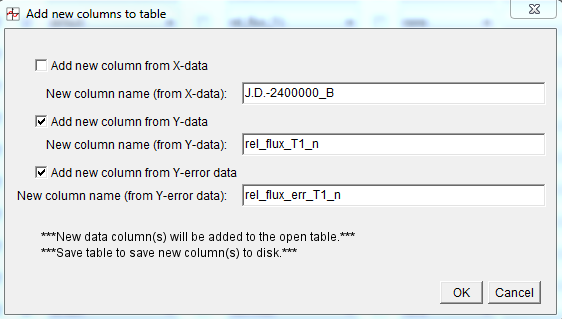 Add new columns to table
Add new column from X-data
New column name (from X-data): J.D.-2400000_B
Add new column from Y-data
New column name (from Y-data): rel_flux_T1_n
Add new column from Y-error data
New column name (from Y-error data): rel_flux_err_T1_n
***New data column(s) will be added to the open table.***
***Save table to save new column(s) to disk.***
OK Cancel